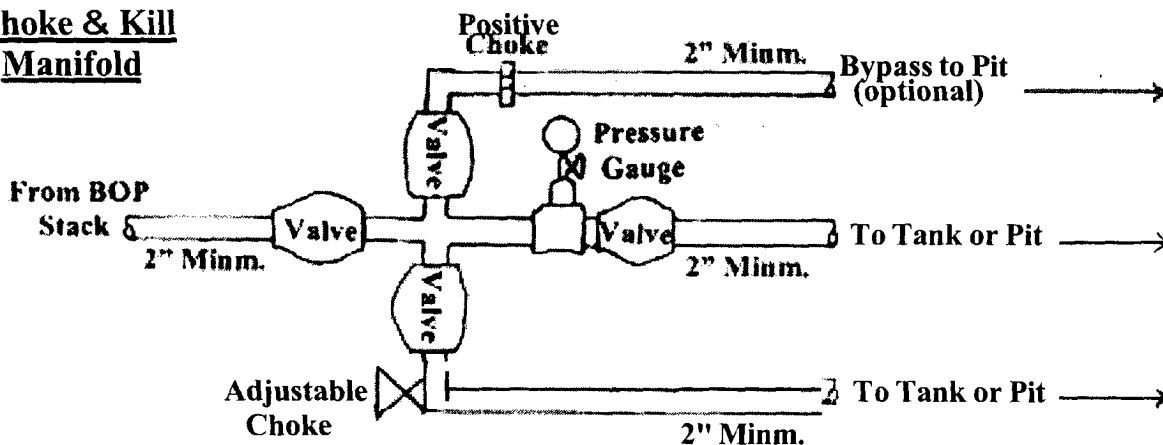 hoke & Kill
Manifold
Positive
Choke
2" Minm.
Bypass to Pit
(optional)
Valve
Pressure
Gauge
From BOP
Stack
Valve
Valve
To Tank or Pit
2" Minm.
2" Minm.
Valve
Adjustable
Choke
To Tank or Pit
2" Minm.